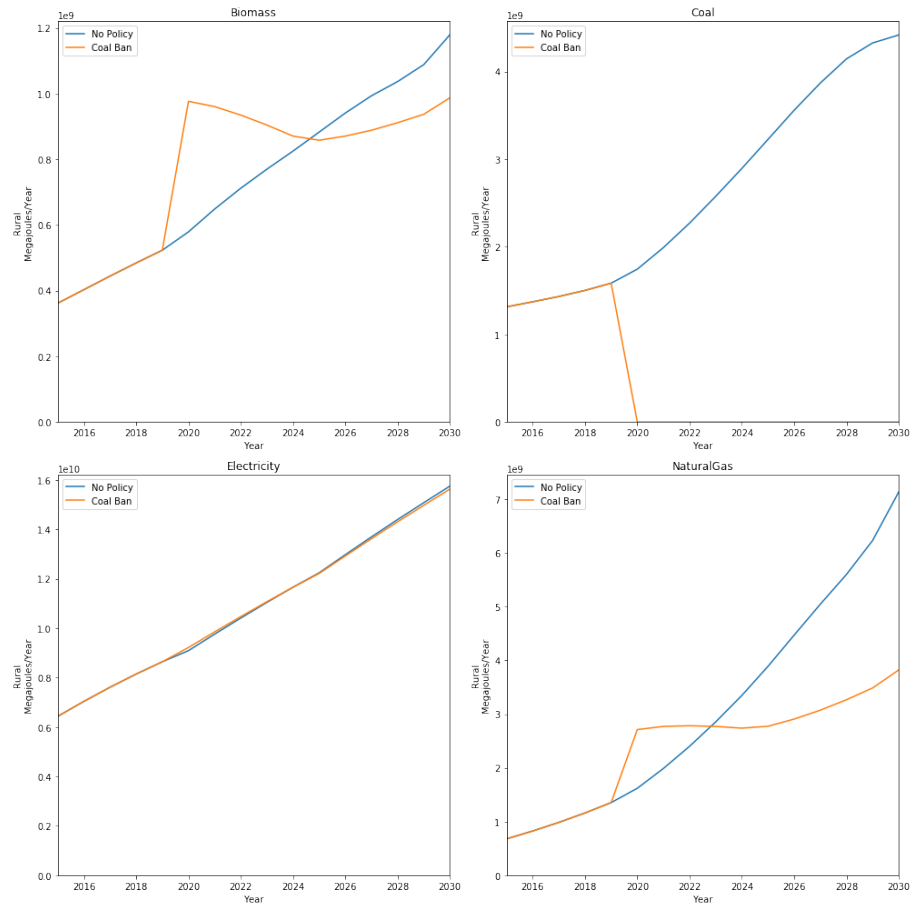 Biomass
1e9
No Policy
Coal Ban
1.2
1.0
0.8
0.6
0.4
0.2
0.0
Rural
Megajoules/Year
2016 2018 2020 2022 2024 2026 2028 2030
Year
Coal
1e9
No Policy
Coal Ban
4
3
2
1
0
Rural
Megajoules/Year
2016 2018 2020 2022 2024 2026 2028 2030
Year
Electricity
1e10
No Policy
Coal Ban
1.6
1.4
1.2
1.0
0.8
0.6
0.4
0.2
0.0
Rural
Megajoules/Year
2016 2018 2020 2022 2024 2026 2028 2030
Year
NaturalGas
1e9
No Policy
Coal Ban
7
6
5
4
3
2
1
0
Rural
Megajoules/Year
2016 2018 2020 2022 2024 2026 2028 2030
Year